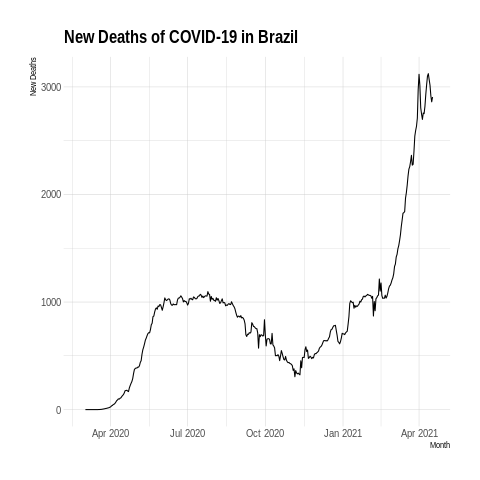 New Deaths of COVID-19 in Brazil
New Deaths
3000
2000
1000
0
Apr 2020 Jul 2020 Oct 2020 Jan 2021 Apr 2021
Month